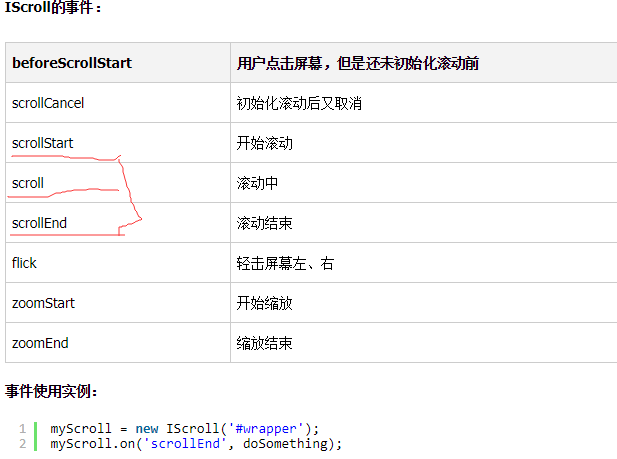 IScroll的事件：
beforeScrollStart 用户点击屏幕，但是还未初始化滚动前
scrollCancel 初始化滚动后又取消
scrollStart 开始滚动
scroll 滚动中
scrollEnd 滚动结束
flick 轻击屏幕左、右
zoomStart 开始缩放
zoomEnd 缩放结束
事件使用实例：
1 myScroll = new IScroll('#wrapper');
2 myScroll.on('scrollEnd', doSomething);